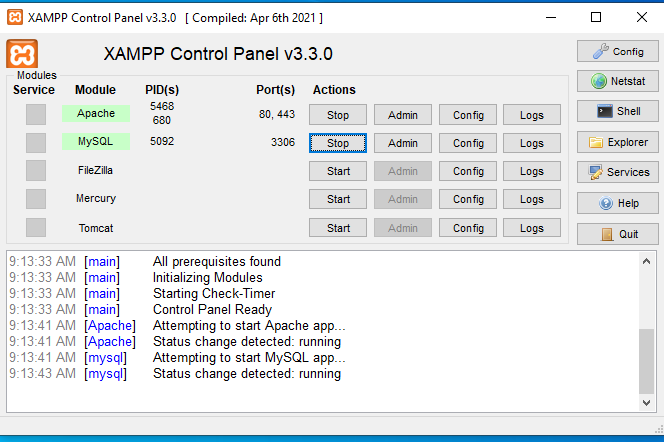 XAMPP Control Panel v3.3.0 [ Compiled: Apr 6th 2021 ]
XAMPP Control Panel v3.3.0
Config
Modules
Service Module PID(s) Port(s) Actions
Netstat
Apache 5468 680 80, 443 Stop Admin Config Logs
Shell
MySQL 5092 3306 Stop Admin Config Logs
Explorer
FileZilla Start Admin Config Logs
Services
Mercury Start Admin Config Logs
Help
Tomcat Start Admin Config Logs
Quit
9:13:33 AM [main] All prerequisites found
9:13:33 AM [main] Initializing Modules
9:13:33 AM [main] Starting Check-Timer
9:13:33 AM [main] Control Panel Ready
9:13:41 AM [Apache] Attempting to start Apache app...
9:13:41 AM [Apache] Status change detected: running
9:13:41 AM [mysql] Attempting to start MySQL app...
9:13:43 AM [mysql] Status change detected: running